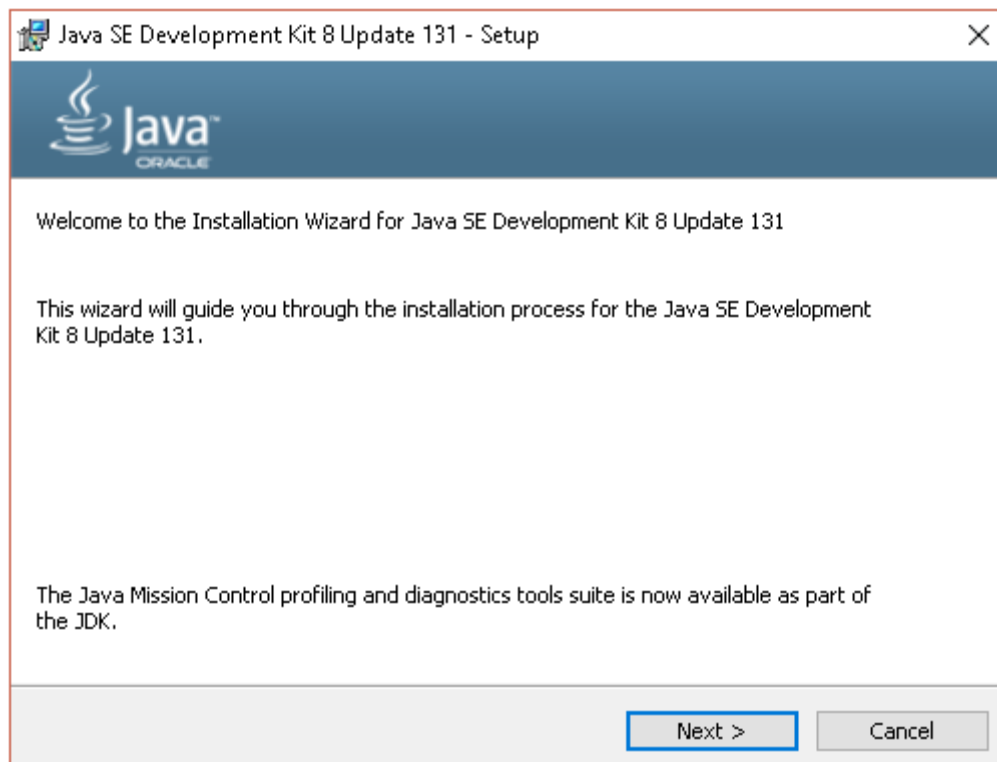 Java SE Development Kit 8 Update 131 - Setup
Java™
ORACLE
Welcome to the Installation Wizard for Java SE Development Kit 8 Update 131
This wizard will guide you through the installation process for the Java SE Development
Kit 8 Update 131.
The Java Mission Control profiling and diagnostics tools suite is now available as part of
the JDK.
Next >
Cancel